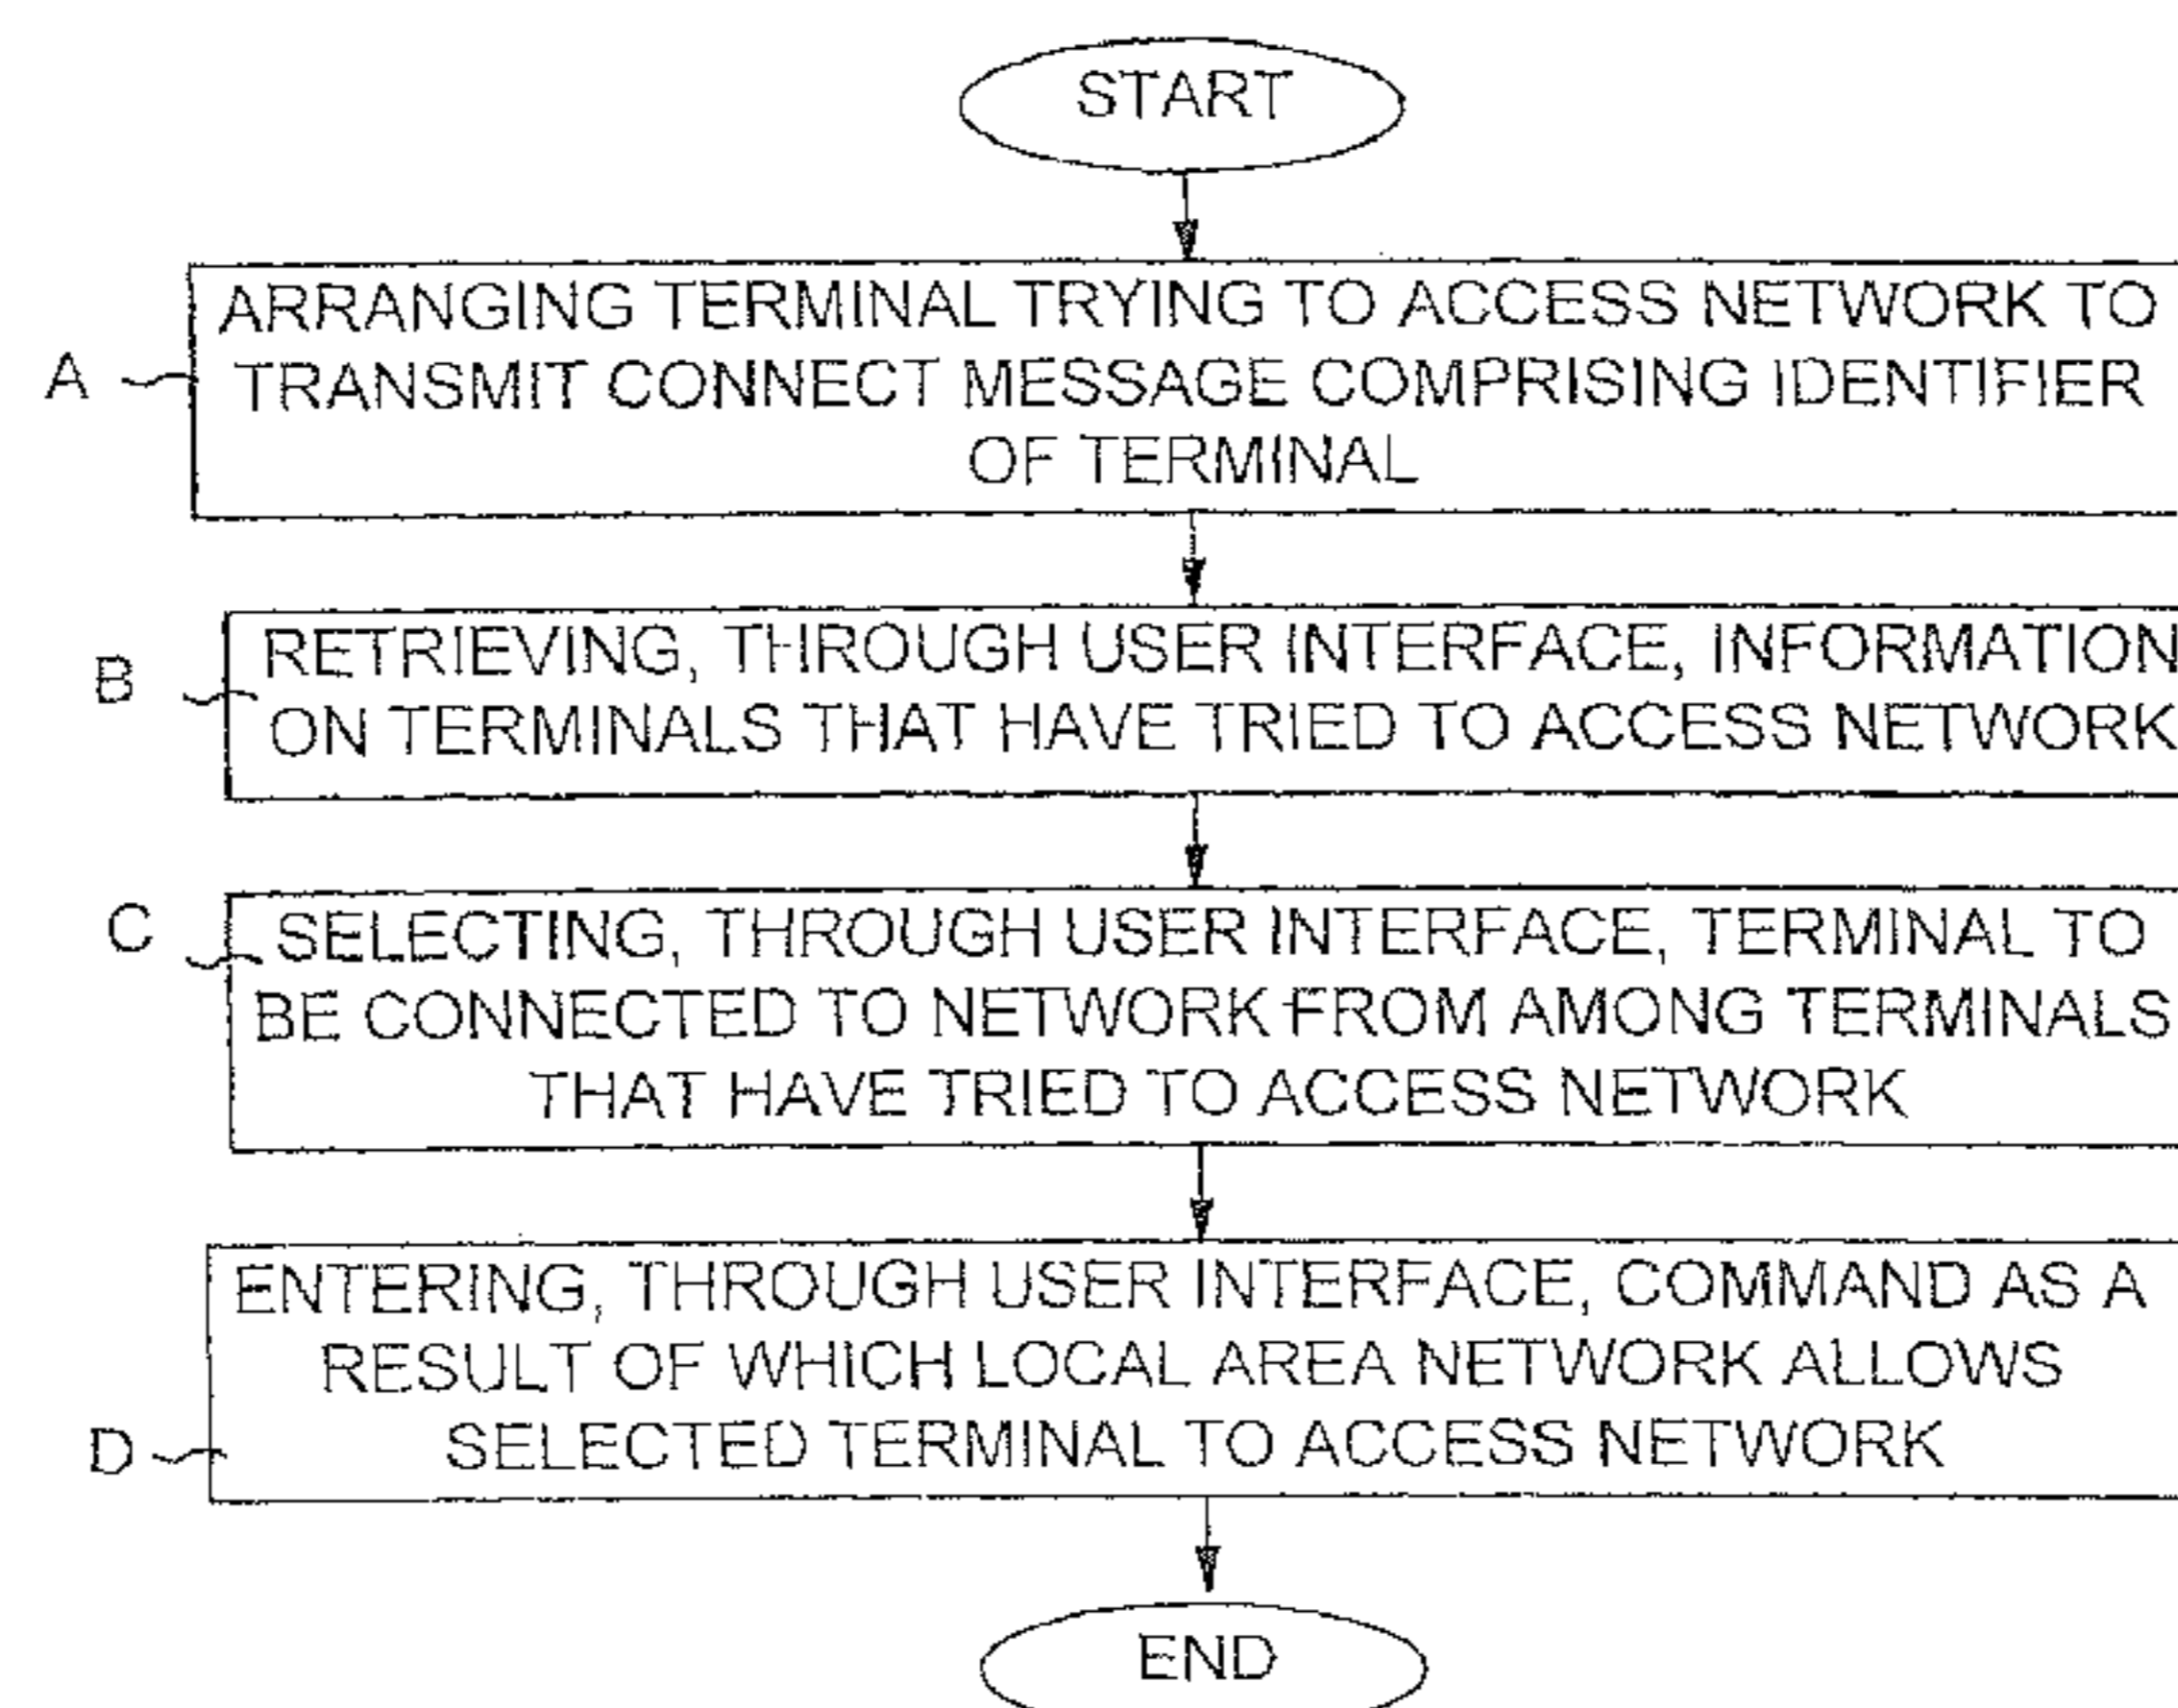 START
ARRANGING TERMINAL TRYING TO ACCESS NETWORK TO
A
TRANSMIT CONNECT MESSAGE COMPRISING IDENTIFIER
OF TERMINAL
RETRIEVING, THROUGH USER INTERFACE, INFORMATION
B
ON TERMINALS THAT HAVE TRIED TO ACCESS NETWORK
C
SELECTING, THROUGH USER INTERFACE, TERMINAL TO
BE CONNECTED TO NETWORK FROM AMONG TERMINALS
THAT HAVE TRIED TO ACCESS NETWORK
ENTERING, THROUGH USER INTERFACE, COMMAND AS A
RESULT OF WHICH LOCAL AREA NETWORK ALLOWS
D
SELECTED TERMINAL TO ACCESS NETWORK
END